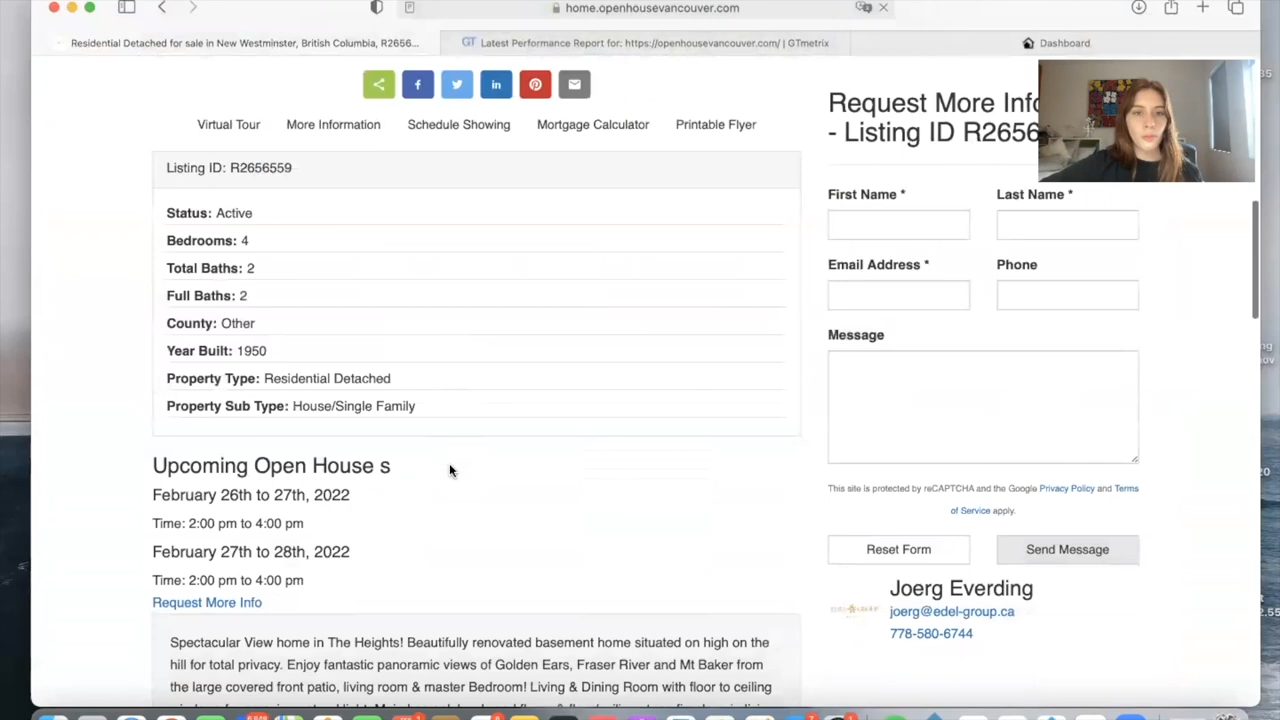 home.openhousevancouver.com
Residential Detached for sale in New Westminster, British Columbia, R2656...
GT Latest Performance Report for: https://openhousevancouver.com/ | GTmetrix
Dashboard
Virtual Tour More Information Schedule Showing Mortgage Calculator Printable Flyer
Listing ID: R2656559
Status: Active
Bedrooms: 4
Total Baths: 2
Full Baths: 2
County: Other
Year Built: 1950
Property Type: Residential Detached
Property Sub Type: House/Single Family
Upcoming Open House s
February 26th to 27th, 2022
Time: 2:00 pm to 4:00 pm
February 27th to 28th, 2022
Time: 2:00 pm to 4:00 pm
Request More Info
Spectacular View home in The Heights! Beautifully renovated basement home situated on high on the
hill for total privacy. Enjoy fantastic panoramic views of Golden Ears, Fraser River and Mt Baker from
the large covered front patio, living room & master Bedroom! Living & Dining Room with floor to ceiling
Request More Info
- Listing ID R2656
First Name *
Last Name *
Email Address *
Phone
Message
This site is protected by reCAPTCHA and the Google Privacy Policy and Terms
of Service apply.
Reset Form
Send Message
Joerg Everding
joerg@edel-group.ca
778-580-6744